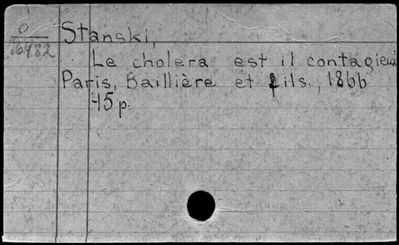 O
Stanski,
Le cholera est il contagieux
Paris, Baillière et fils., 1866
45 p.